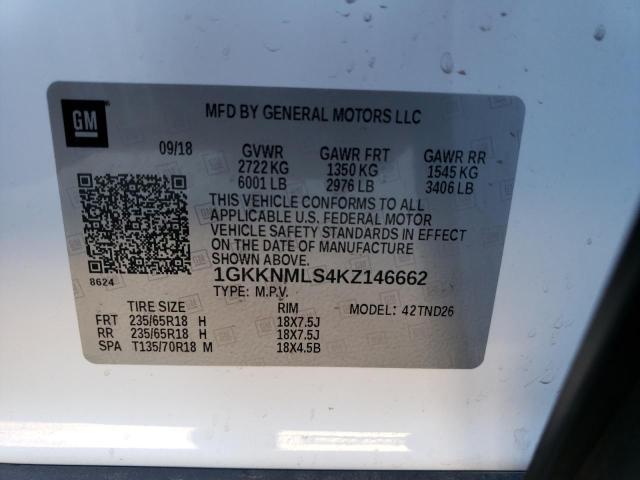 GM
MFD BY GENERAL MOTORS LLC
09/18 GVWR GAWR FRT GAWR RR
2722 KG 1350 KG 1545 KG
6001 LB 2976 LB 3406 LB
THIS VEHICLE CONFORMS TO ALL
APPLICABLE U.S. FEDERAL MOTOR
VEHICLE SAFETY STANDARDS IN EFFECT
ON THE DATE OF MANUFACTURE
SHOWN ABOVE.
8624
1GKKNMLS4KZ146662
TYPE: M.P.V.
TIRE SIZE RIM MODEL: 42TND26
FRT 235/65R18 H 18X7.5J
RR 235/65R18 H 18X7.5J
SPA T135/70R18 M 18X4.5B